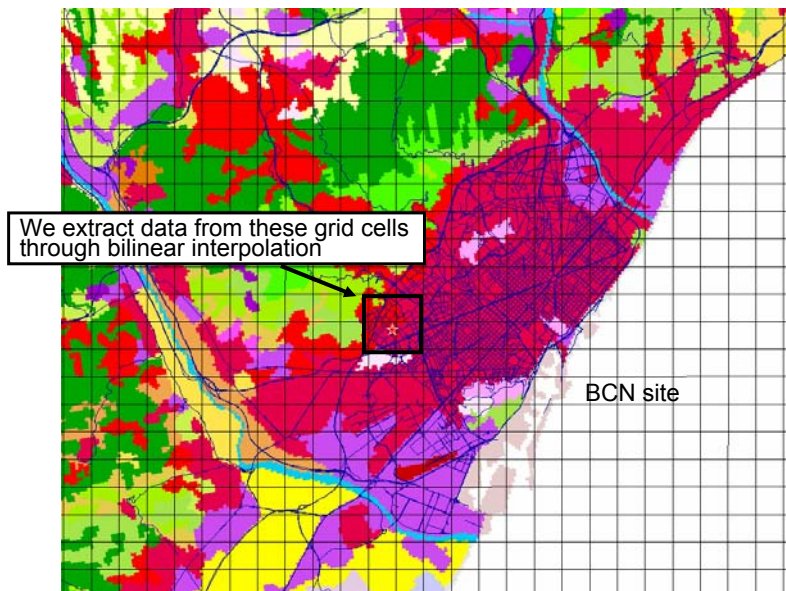 We extract data from these grid cells
through bilinear interpolation
BCN site